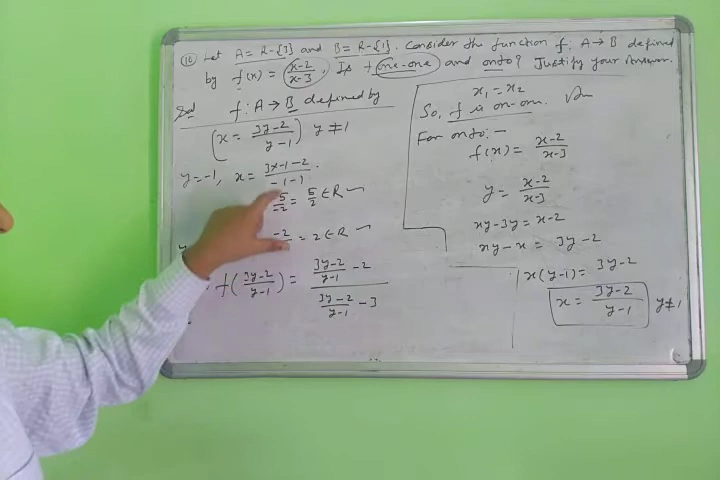 (16) Let A = R-{3} and B = R-{1}. Consider the function f: A→B defined
by f(x) = (x-2)/(x-3). Is f one-one and onto? Justify your Answer.
Sol f: A→B defined by
(x = (3y-2)/(y-1)) y≠1
y=-1, x = (3x-1-2)/(-1-1).
-5/-2 = 5/2 ∈ R
-2 = 2 ∈ R
f((3y-2)/(y-1)) = ((3y-2)/(y-1) - 2)/((3y-2)/(y-1) - 3)
x₁ = x₂
So, f is on-one.
For onto:-
f(x) = (x-2)/(x-3)
y = (x-2)/(x-3)
xy-3y = x-2
xy-x = 3y-2
x(y-1) = 3y-2
x = (3y-2)/(y-1) y≠1